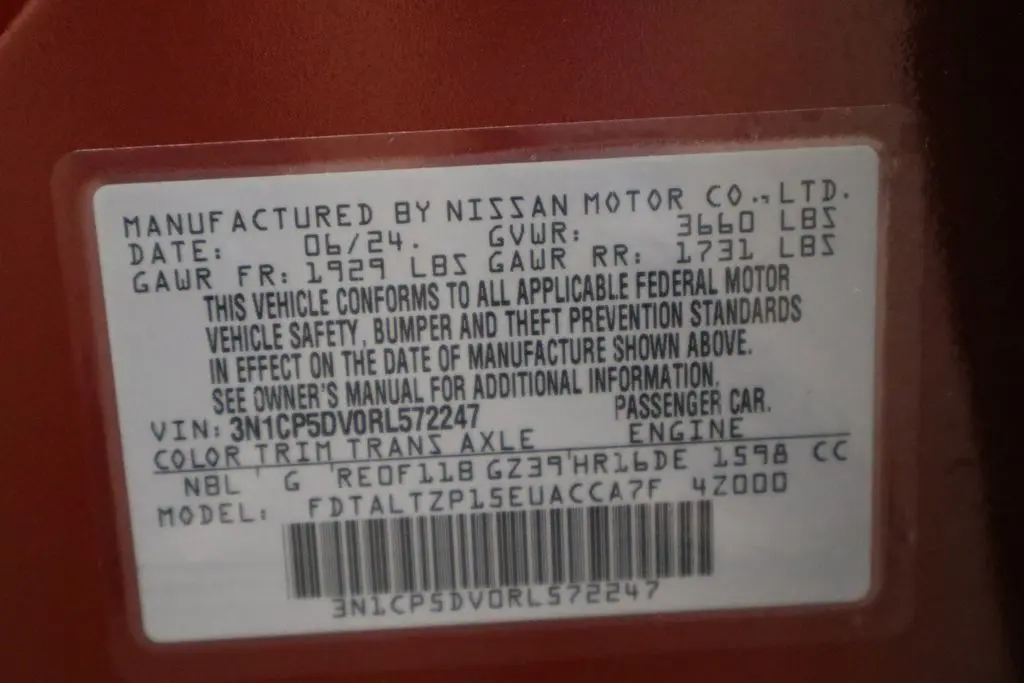 MANUFACTURED BY NISSAN MOTOR CO.,LTD.
DATE: 06/24. GVWR: 3660 LBS
GAWR FR: 1929 LBS GAWR RR: 1731 LBS
THIS VEHICLE CONFORMS TO ALL APPLICABLE FEDERAL MOTOR
VEHICLE SAFETY, BUMPER AND THEFT PREVENTION STANDARDS
IN EFFECT ON THE DATE OF MANUFACTURE SHOWN ABOVE.
SEE OWNER'S MANUAL FOR ADDITIONAL INFORMATION.
VIN: 3N1CP5DV0RL572247 PASSENGER CAR.
COLOR TRIM TRANS AXLE ENGINE
NBL G RE0F11B GZ39 HR16DE 1598 CC
MODEL: FDTALTZP15EUACCA7F 4Z000
3N1CP5DV0RL572247